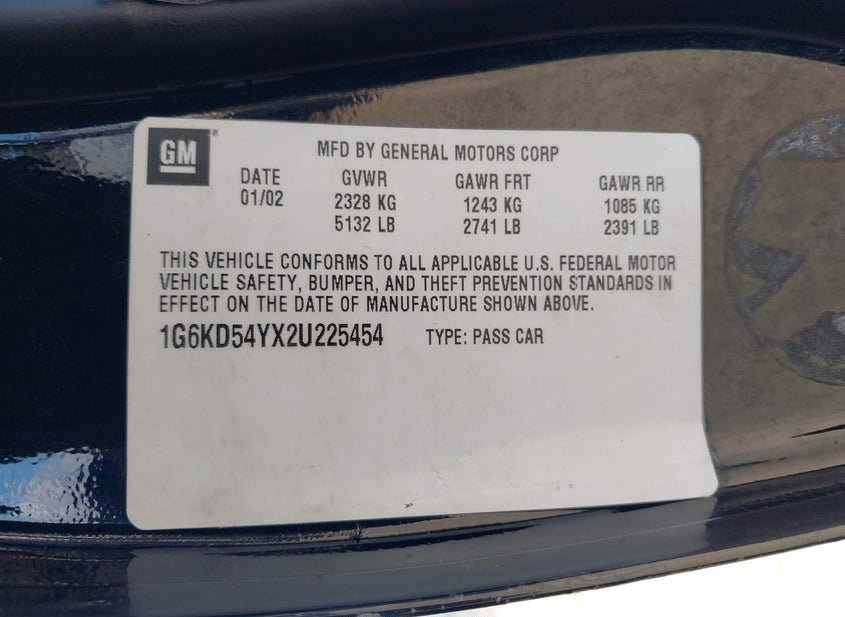 GM®
MFD BY GENERAL MOTORS CORP
DATE GVWR GAWR FRT GAWR RR
01/02 2328 KG 1243 KG 1085 KG
5132 LB 2741 LB 2391 LB
THIS VEHICLE CONFORMS TO ALL APPLICABLE U.S. FEDERAL MOTOR
VEHICLE SAFETY, BUMPER, AND THEFT PREVENTION STANDARDS IN
EFFECT ON THE DATE OF MANUFACTURE SHOWN ABOVE.
1G6KD54YX2U225454 TYPE: PASS CAR